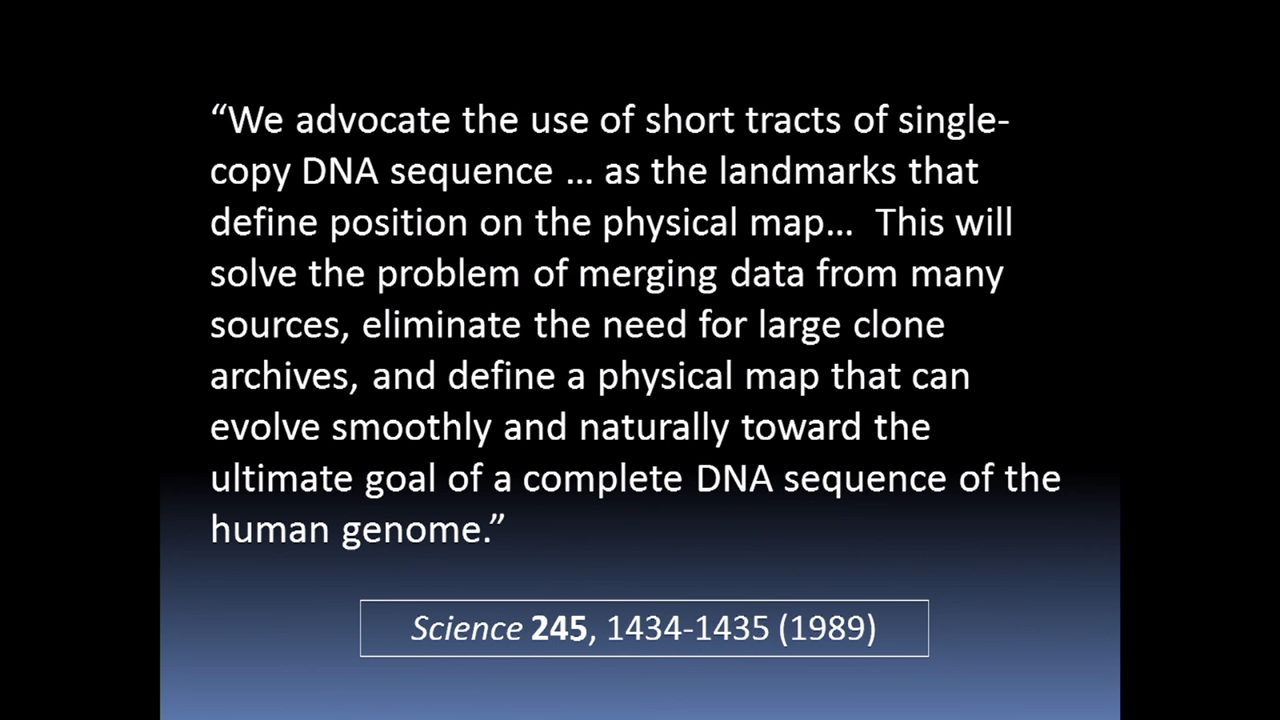 “We advocate the use of short tracts of single-
copy DNA sequence … as the landmarks that
define position on the physical map…  This will
solve the problem of merging data from many
sources, eliminate the need for large clone
archives, and define a physical map that can
evolve smoothly and naturally toward the
ultimate goal of a complete DNA sequence of the
human genome.”
Science 245, 1434-1435 (1989)